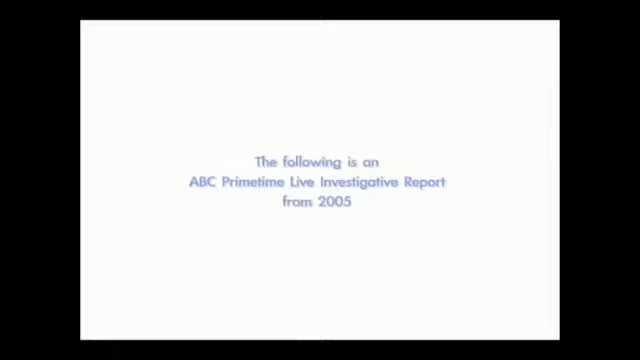 The following is an
ABC Primetime Live Investigative Report
from 2005